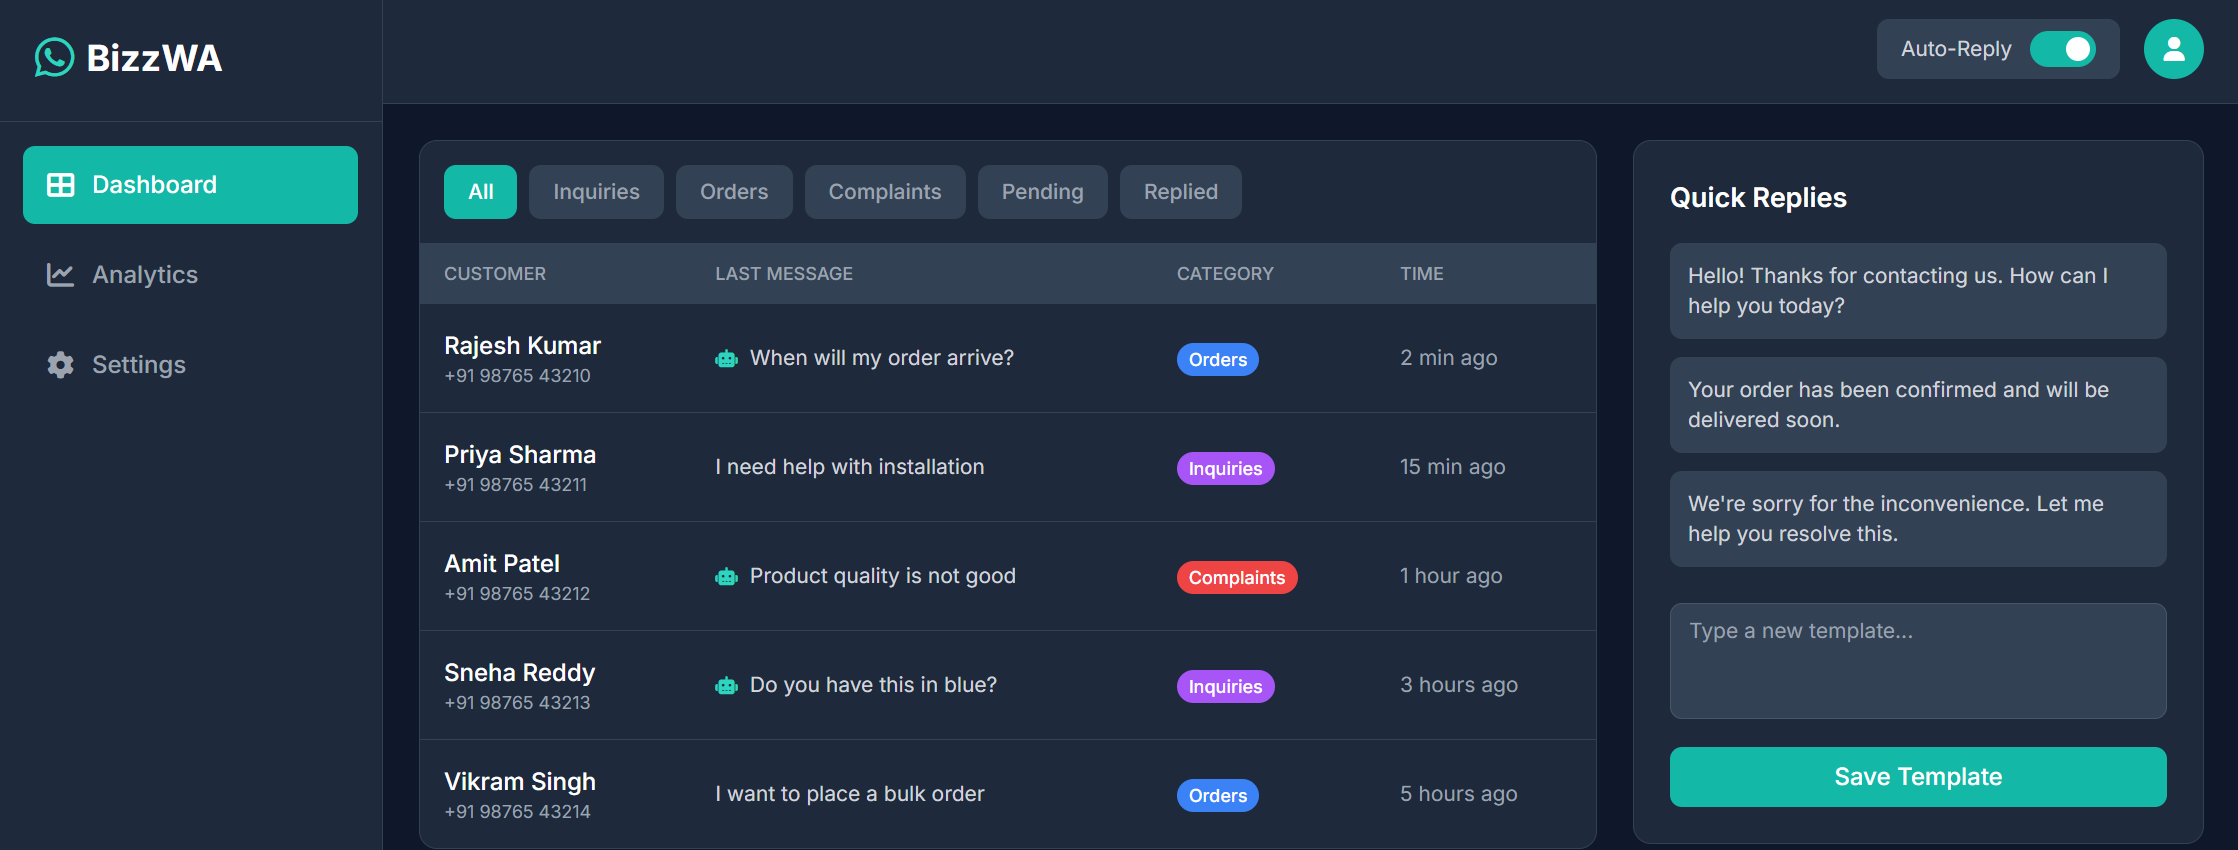 BizzWA
Auto-Reply
Dashboard
Analytics
Settings
All Inquiries Orders Complaints Pending Replied
CUSTOMER LAST MESSAGE CATEGORY TIME
Rajesh Kumar
+91 98765 43210
When will my order arrive? Orders 2 min ago
Priya Sharma
+91 98765 43211
I need help with installation Inquiries 15 min ago
Amit Patel
+91 98765 43212
Product quality is not good Complaints 1 hour ago
Sneha Reddy
+91 98765 43213
Do you have this in blue? Inquiries 3 hours ago
Vikram Singh
+91 98765 43214
I want to place a bulk order Orders 5 hours ago
Quick Replies
Hello! Thanks for contacting us. How can I
help you today?
Your order has been confirmed and will be
delivered soon.
We're sorry for the inconvenience. Let me
help you resolve this.
Type a new template...
Save Template